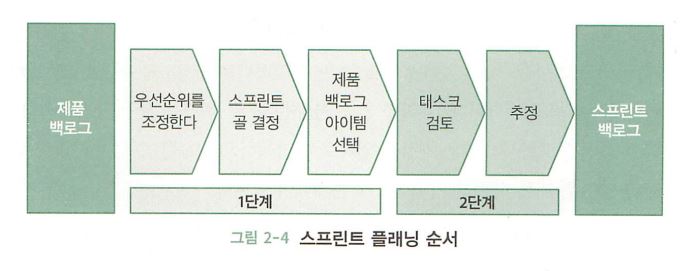 제품
백로그
우선순위를
조정한다
스프린트
골 결정
제품
백로그
아이템
선택
태스크
검토
추정
스프린트
백로그
1단계
2단계
그림 2-4 스프린트 플래닝 순서